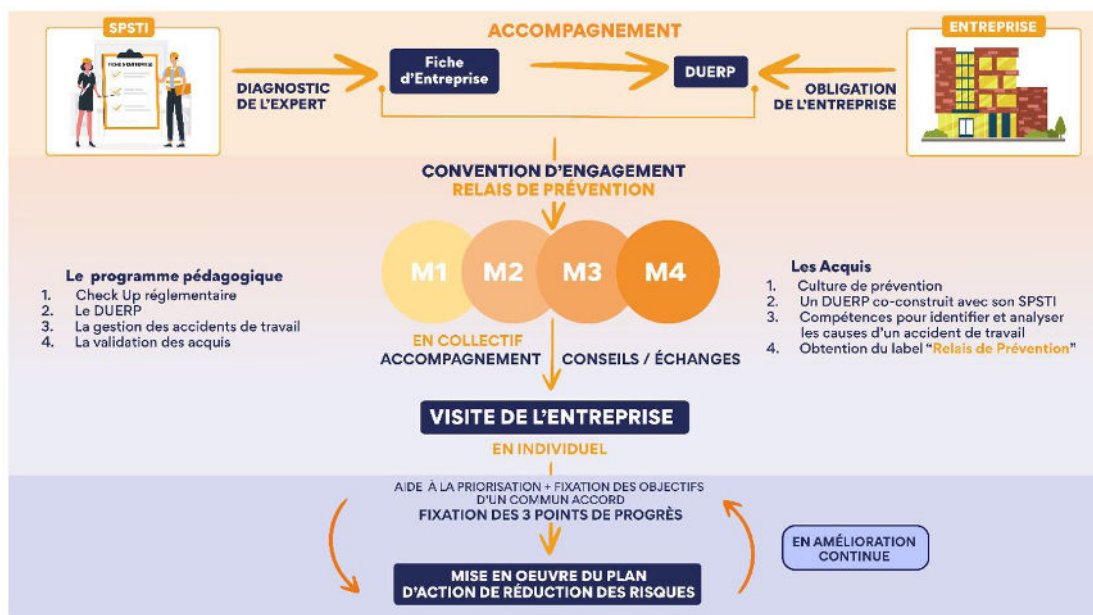 SPSTI
ACCOMPAGNEMENT
ENTREPRISE
FICHE D'ENTREPRISE
Fiche
d'Entreprise
DUERP
DIAGNOSTIC
DE L'EXPERT
OBLIGATION
DE L'ENTREPRISE
CONVENTION D'ENGAGEMENT
RELAIS DE PRÉVENTION
M1
M2
M3
M4
Le programme pédagogique
1. Check Up réglementaire
2. Le DUERP
3. La gestion des accidents de travail
4. La validation des acquis
Les Acquis
1. Culture de prévention
2. Un DUERP co-construit avec son SPSTI
3. Compétences pour identifier et analyser
les causes d'un accident de travail
4. Obtention du label "Relais de Prévention"
EN COLLECTIF
ACCOMPAGNEMENT
CONSEILS / ÉCHANGES
VISITE DE L'ENTREPRISE
EN INDIVIDUEL
AIDE À LA PRIORISATION + FIXATION DES OBJECTIFS
D'UN COMMUN ACCORD
FIXATION DES 3 POINTS DE PROGRÈS
EN AMÉLIORATION
CONTINUE
MISE EN OEUVRE DU PLAN
D'ACTION DE RÉDUCTION DES RISQUES